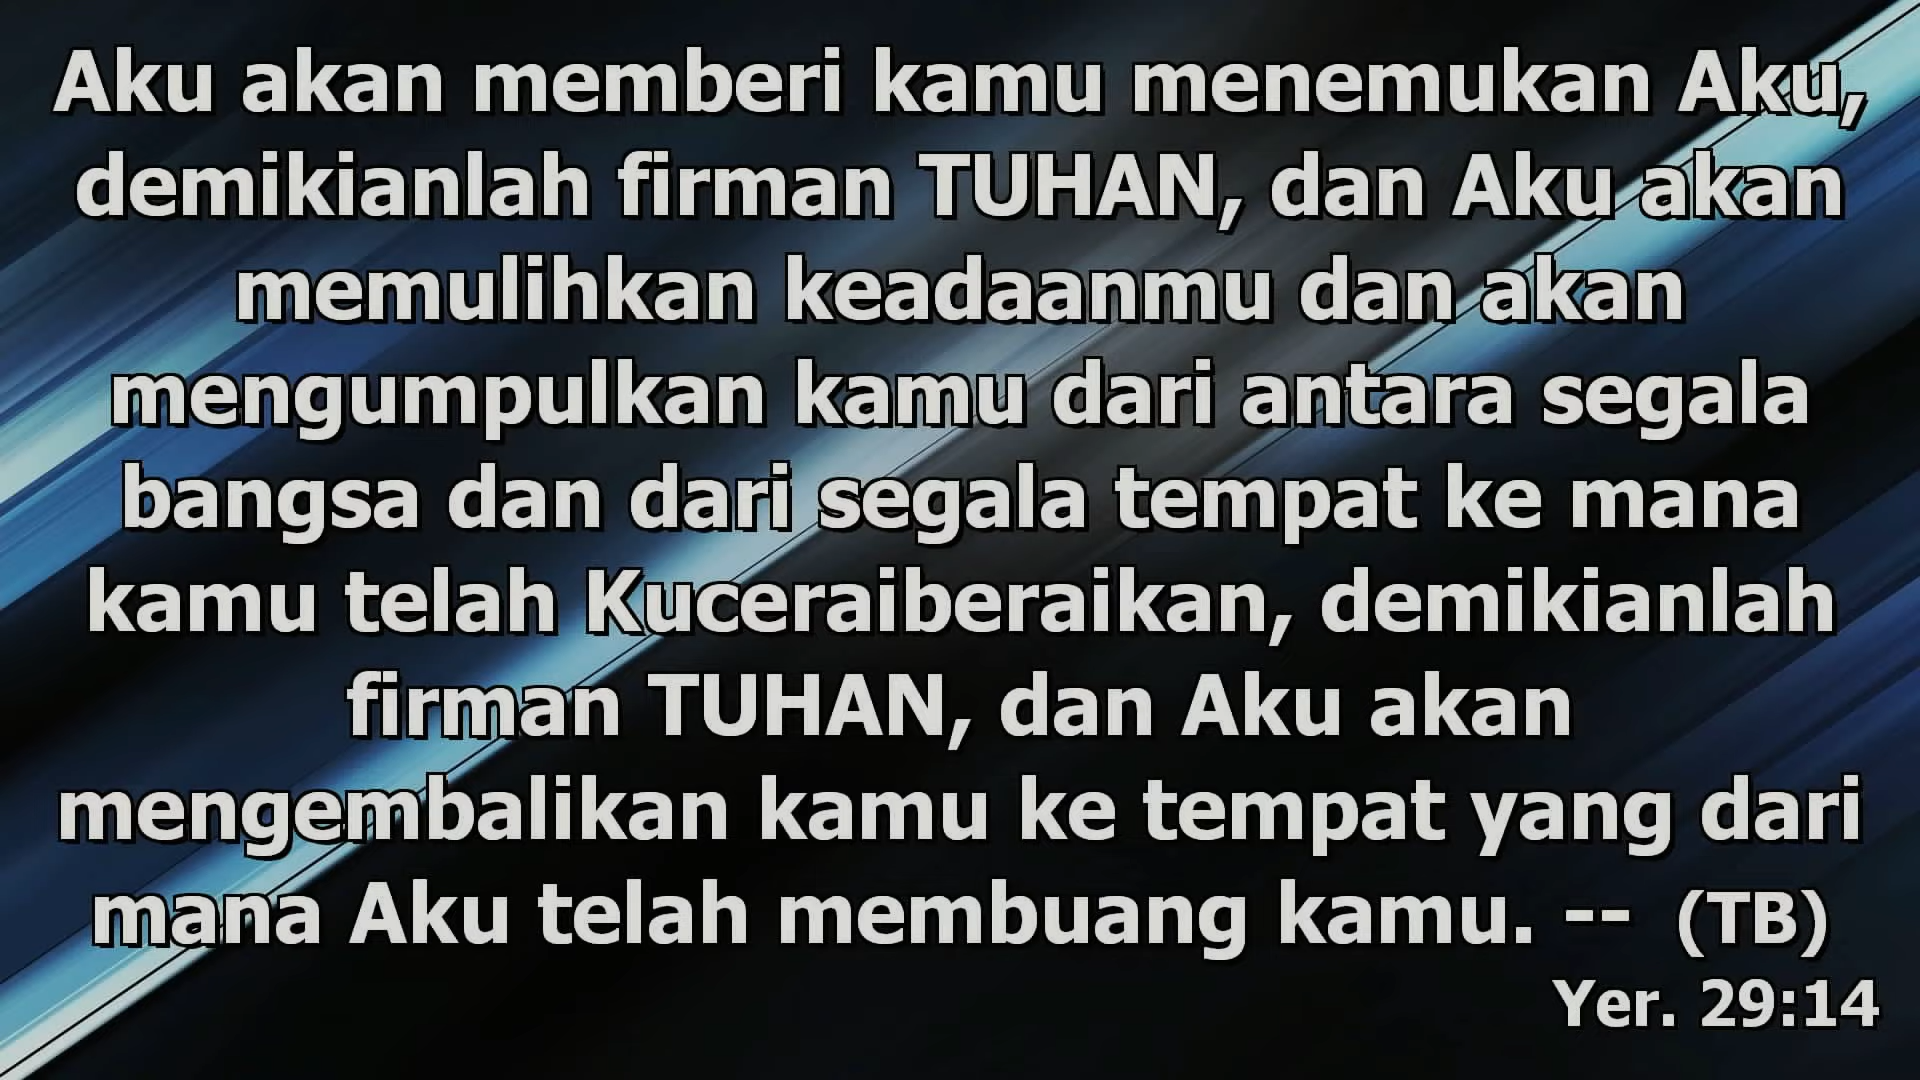 Aku akan memberi kamu menemukan Aku,
demikianlah firman TUHAN, dan Aku akan
memulihkan keadaanmu dan akan
mengumpulkan kamu dari antara segala
bangsa dan dari segala tempat ke mana
kamu telah Kuceraiberaikan, demikianlah
firman TUHAN, dan Aku akan
mengembalikan kamu ke tempat yang dari
mana Aku telah membuang kamu. -- (TB)
Yer. 29:14